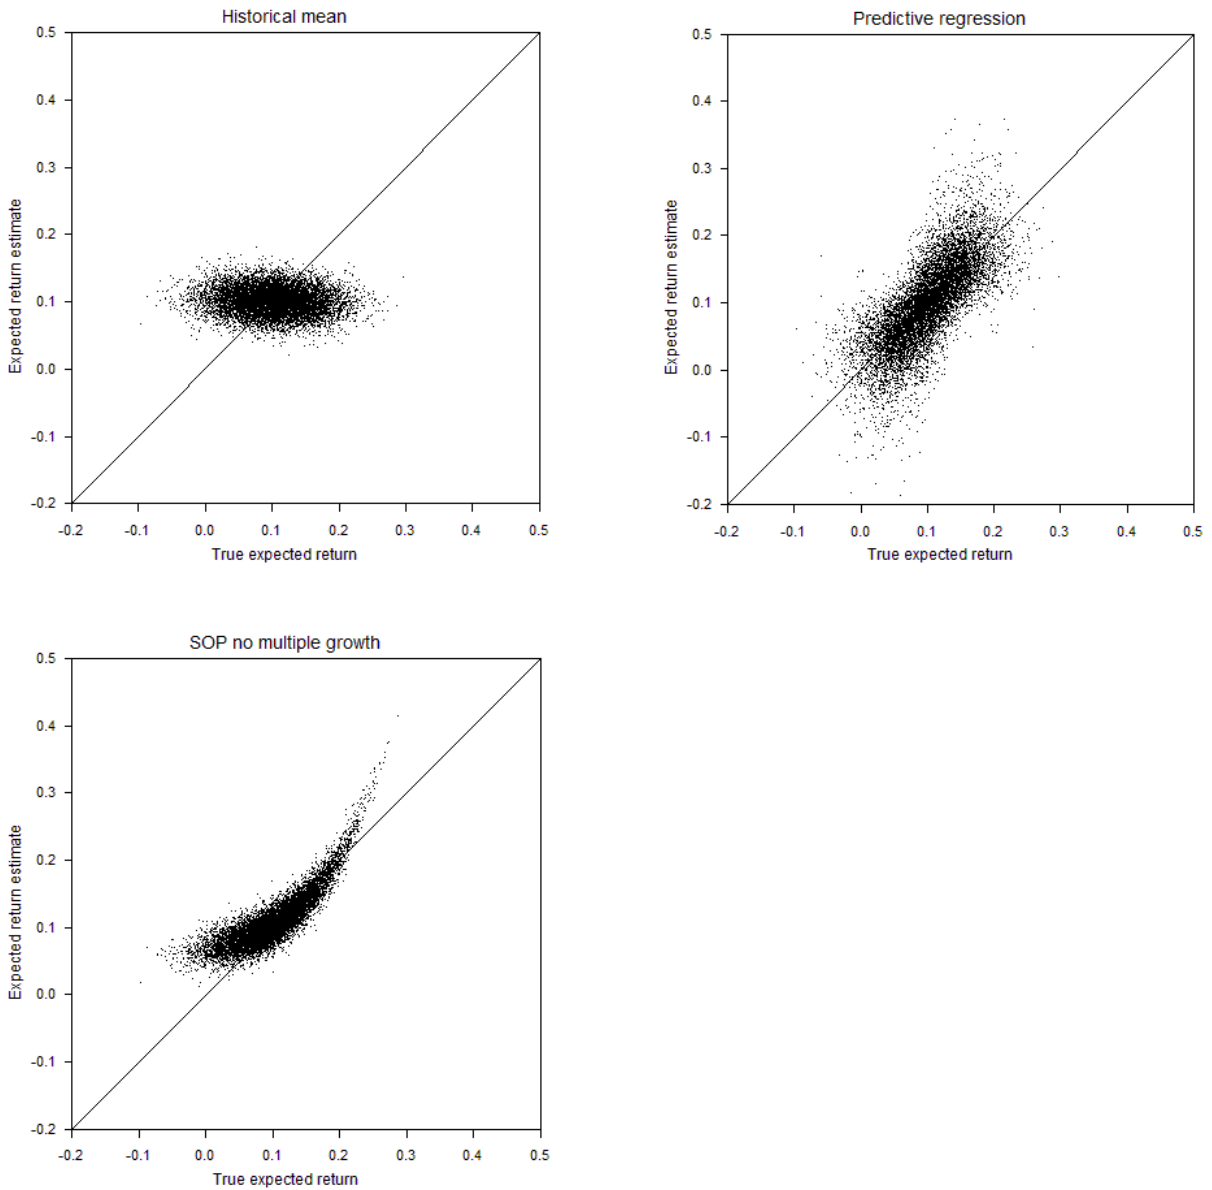 Historical mean
0.5
0.4
0.3
0.2
0.1
0.0
-0.1
-0.2
Expected return estimate
-0.2 -0.1 0.0 0.1 0.2 0.3 0.4 0.5
True expected return
Predictive regression
0.5
0.4
0.3
0.2
0.1
0.0
-0.1
-0.2
Expected return estimate
-0.2 -0.1 0.0 0.1 0.2 0.3 0.4 0.5
True expected return
SOP no multiple growth
0.5
0.4
0.3
0.2
0.1
0.0
-0.1
-0.2
Expected return estimate
-0.2 -0.1 0.0 0.1 0.2 0.3 0.4 0.5
True expected return